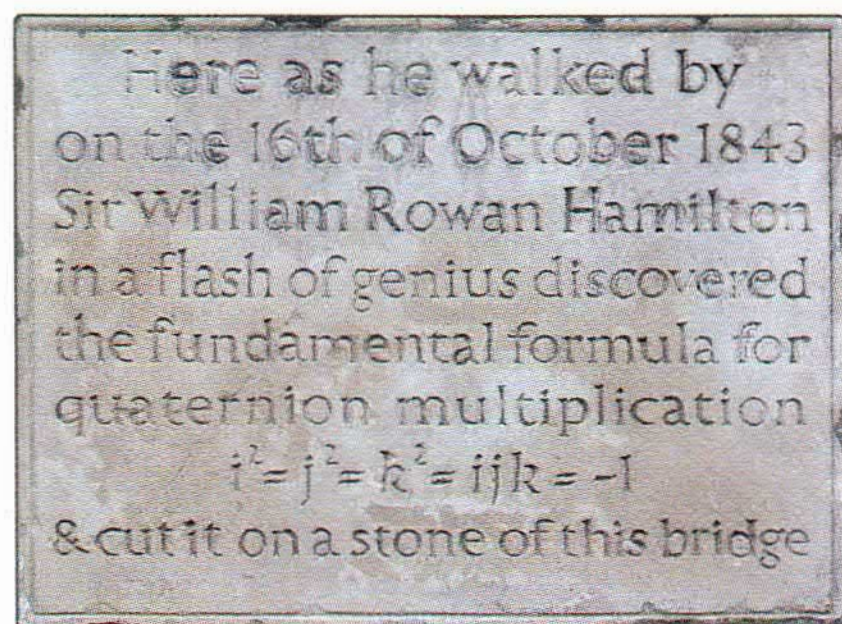 Here as he walked by
on the 16th of October 1843
Sir William Rowan Hamilton
in a flash of genius discovered
the fundamental formula for
quaternion multiplication
i² = j² = k² = ijk = -1
& cut it on a stone of this bridge